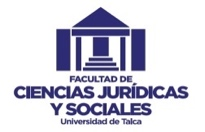 FACULTAD DE
CIENCIAS JURÍDICAS
Y SOCIALES
Universidad de Talca